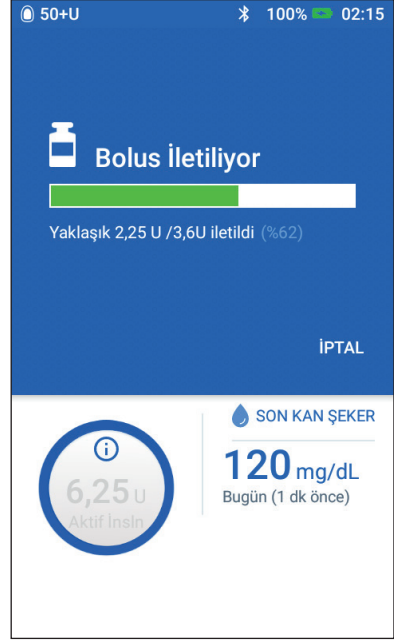 50+U 100% 02:15
Bolus İletiliyor
Yaklaşık 2,25 U /3,6U iletildi (%62)
İPTAL
SON KAN ŞEKER
120 mg/dL
Bugün (1 dk önce)
6,25 U
Aktif İnsln